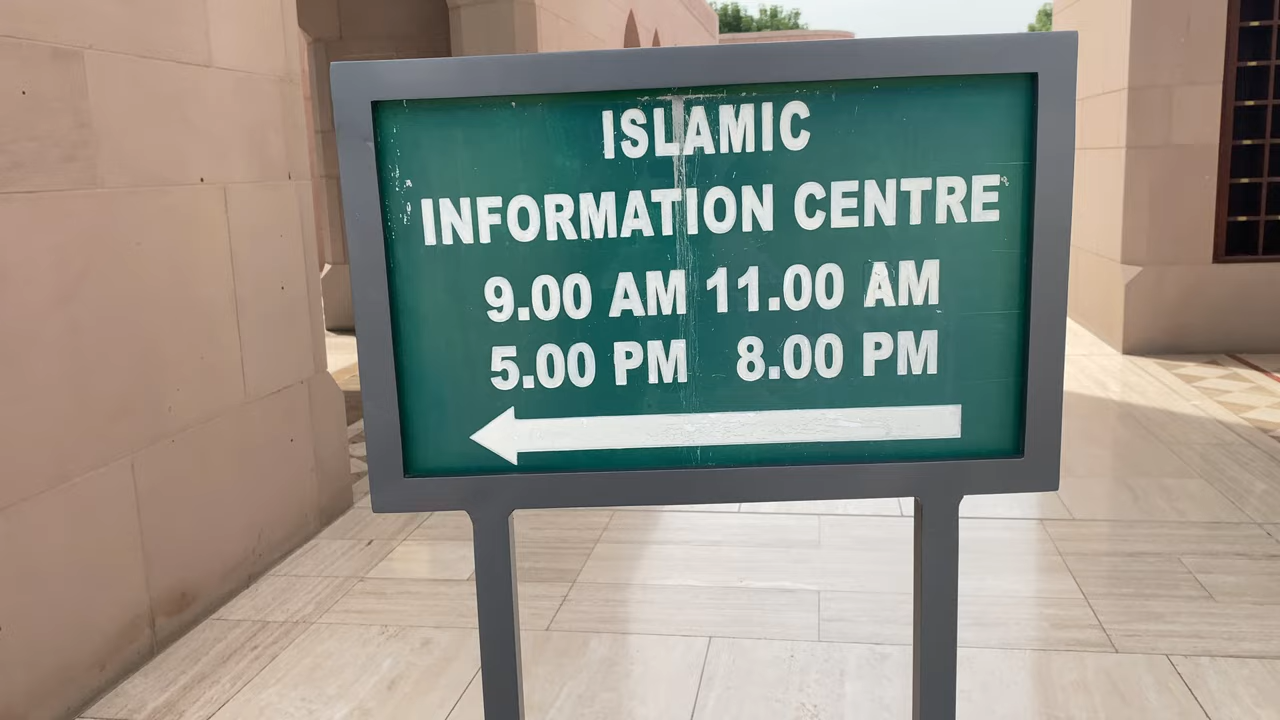 ISLAMIC
INFORMATION CENTRE
9.00 AM 11.00 AM
5.00 PM 8.00 PM